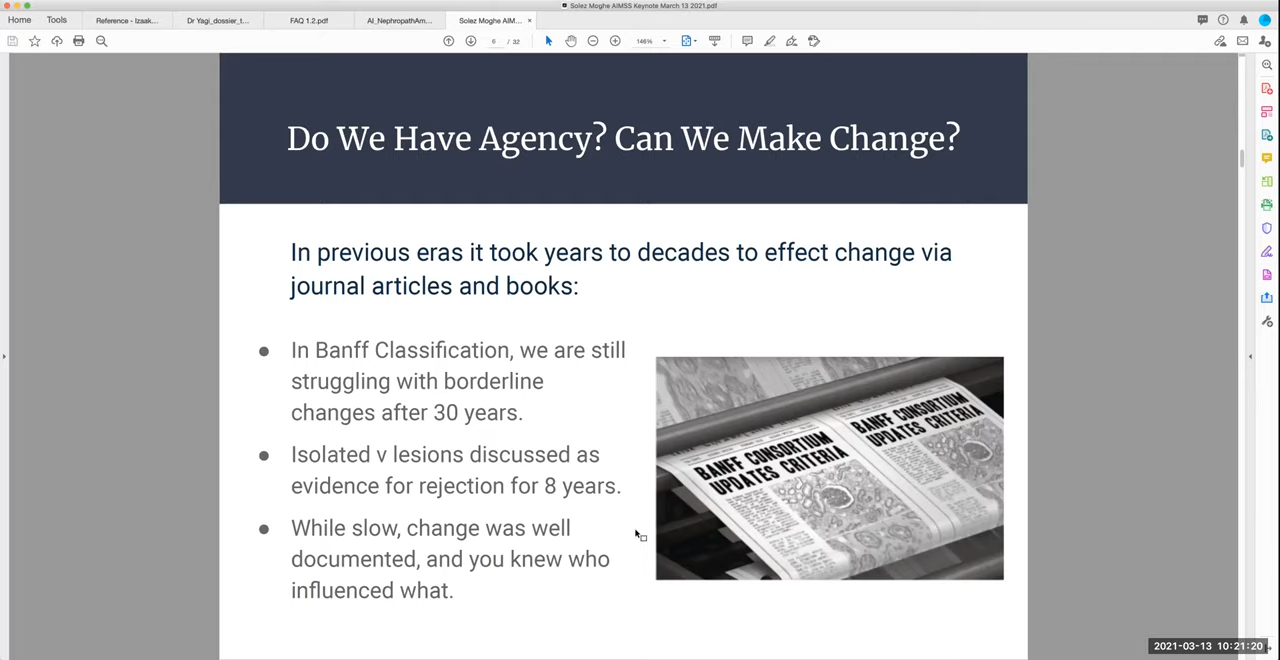 Solez Moghe AIMSS Keynote March 13 2021.pdf
Home Tools Reference - Izaak... Dr Yagi_dossier_t... FAQ 1.2.pdf AI_NephropathAm... Solez Moghe AIM... ×
6 / 32 146%
Do We Have Agency? Can We Make Change?
In previous eras it took years to decades to effect change via
journal articles and books:
● In Banff Classification, we are still
struggling with borderline
changes after 30 years.
● Isolated v lesions discussed as
evidence for rejection for 8 years.
● While slow, change was well
documented, and you knew who
influenced what.
BANFF CONSORTIUM
UPDATES CRITERIA
BANFF CONSORTIUM
UPDATES CRITERIA
2021-03-13 10:21:20